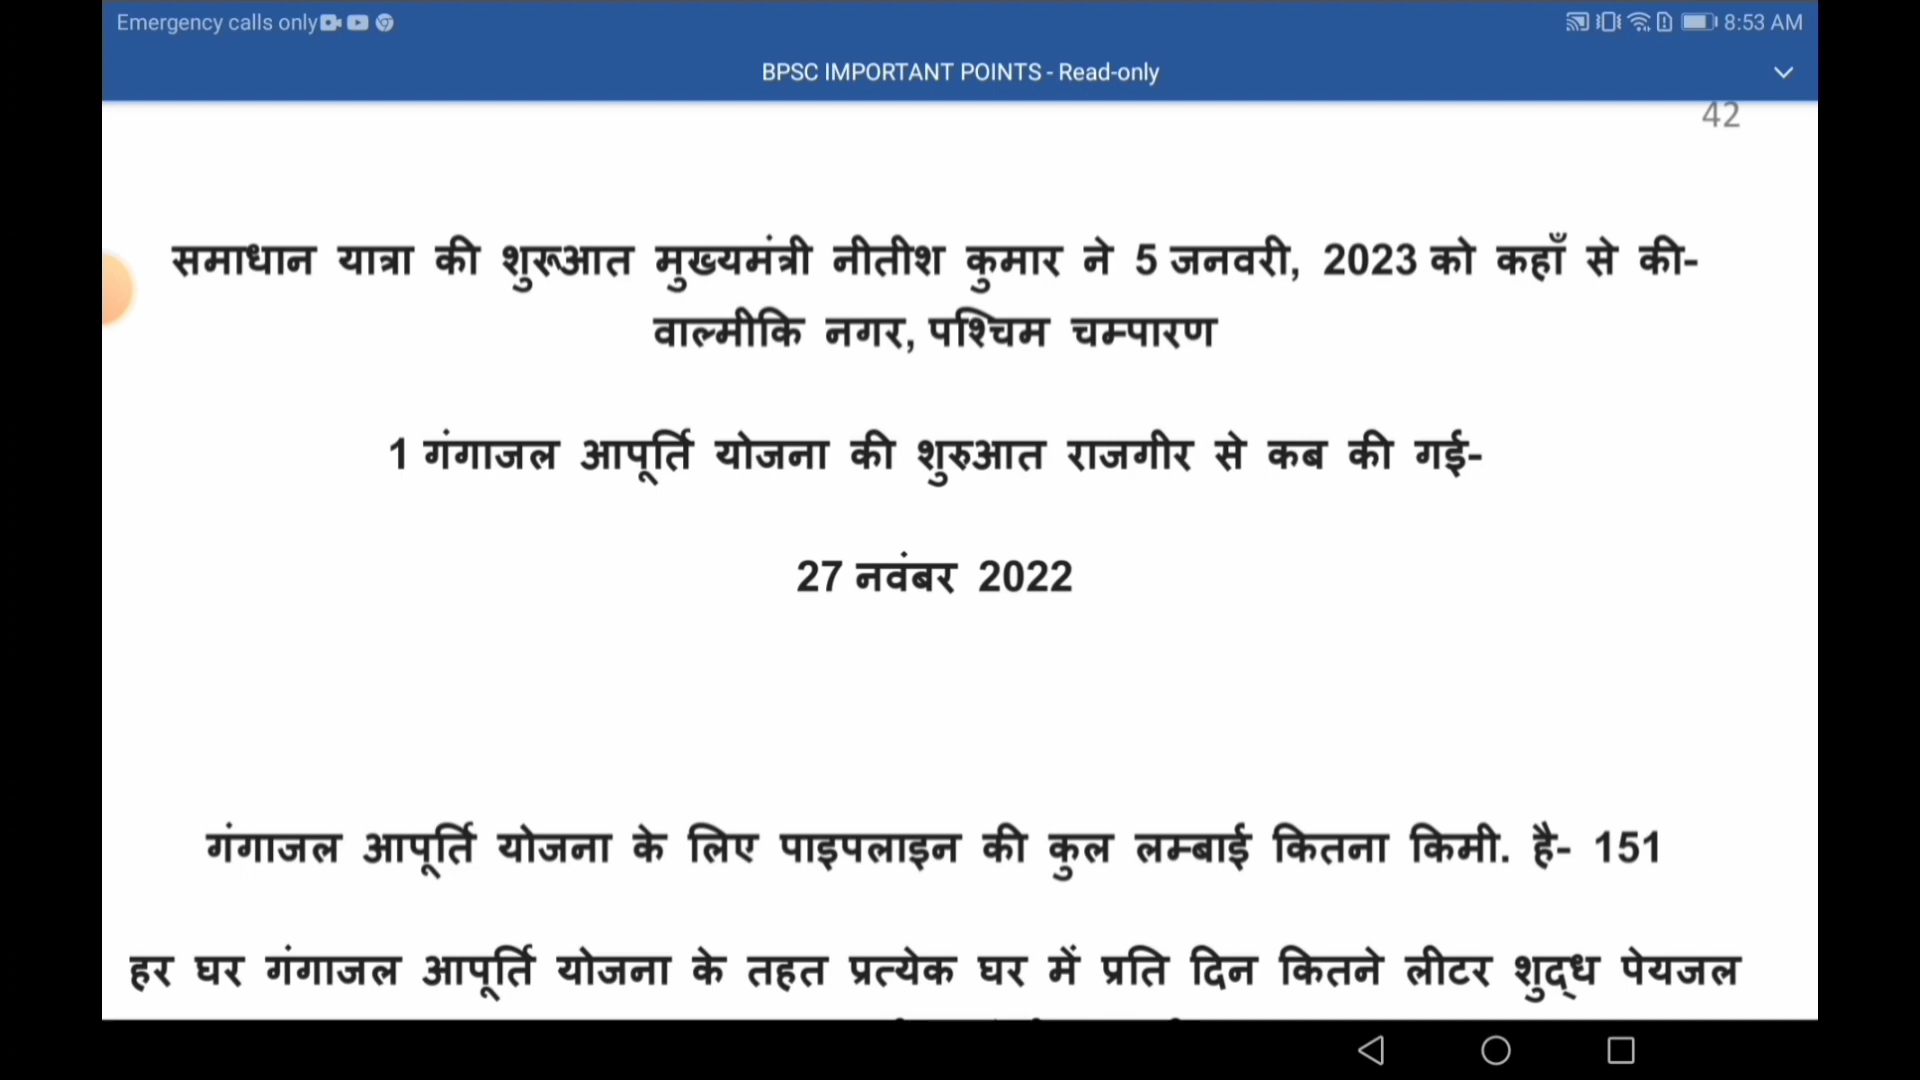 Emergency calls only
8:53 AM
BPSC IMPORTANT POINTS - Read-only
42
समाधान यात्रा की शुरूआत मुख्यमंत्री नीतीश कुमार ने 5 जनवरी, 2023 को कहाँ से की-
वाल्मीकि नगर, पश्चिम चम्पारण
1 गंगाजल आपूर्ति योजना की शुरुआत राजगीर से कब की गई-
27 नवंबर 2022
गंगाजल आपूर्ति योजना के लिए पाइपलाइन की कुल लम्बाई कितना किमी. है- 151
हर घर गंगाजल आपूर्ति योजना के तहत प्रत्येक घर में प्रति दिन कितने लीटर शुद्ध पेयजल